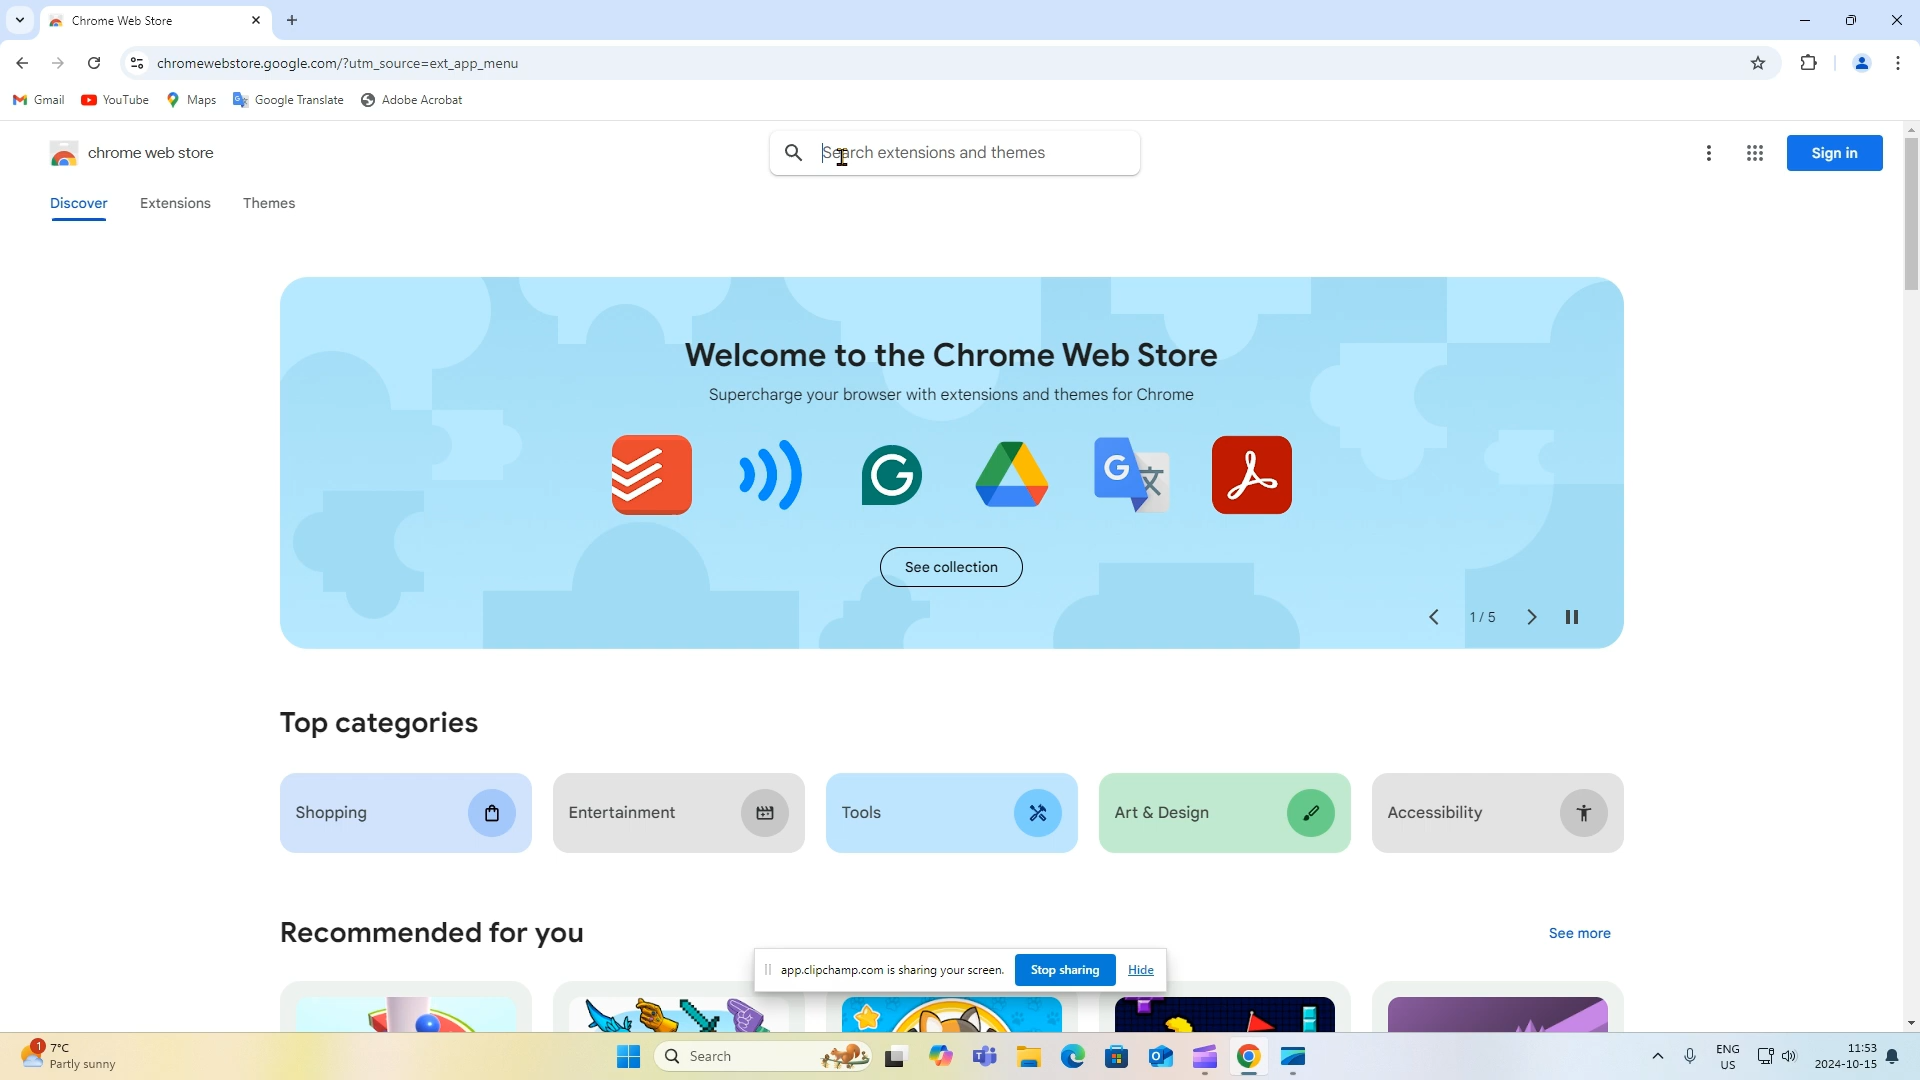 Chrome Web Store
chromewebstore.google.com/?utm_source=ext_app_menu
Gmail YouTube Maps Google Translate Adobe Acrobat
chrome web store
Search extensions and themes
Sign in
Discover Extensions Themes
Welcome to the Chrome Web Store
Supercharge your browser with extensions and themes for Chrome
See collection
1 / 5
Top categories
Shopping Entertainment Tools Art & Design Accessibility
Recommended for you
See more
app.clipchamp.com is sharing your screen. Stop sharing Hide
1
7°C
Partly sunny
Search
ENG
US
11:53
2024-10-15